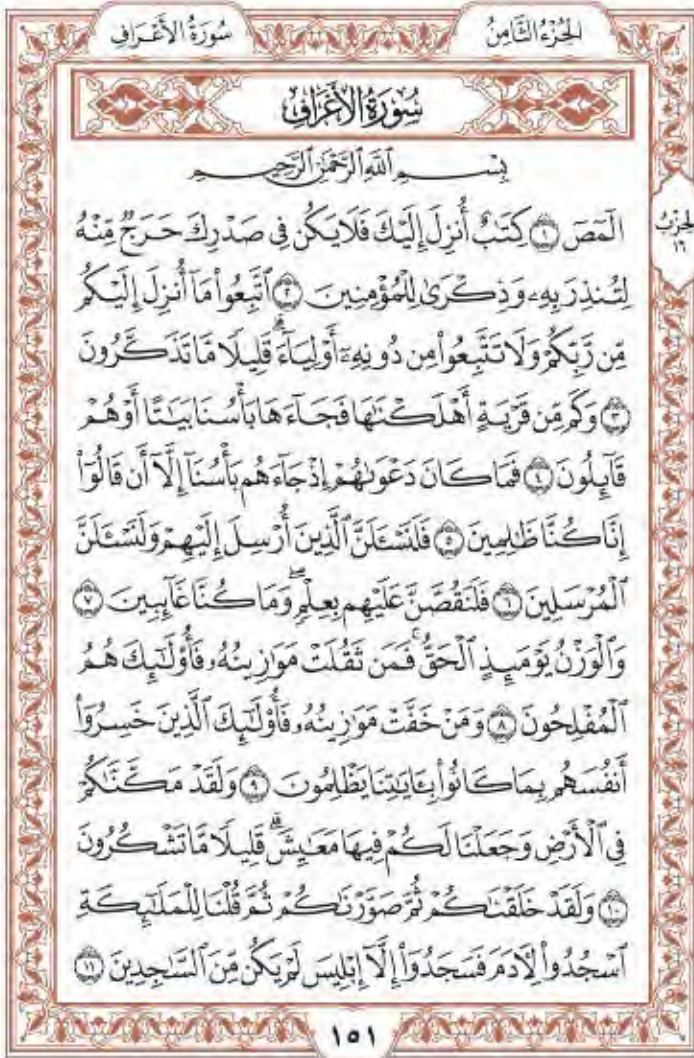 سُورَةُ الأَعْرَافِ
الجُزْءُ الثَّامِنُ
سُورَةُ الأَعْرَافِ
بِسْمِ ٱللَّهِ ٱلرَّحْمَٰنِ ٱلرَّحِيمِ
الحِزْبُ
١٦
الٓمٓصٓ ۝١ كِتَٰبٌ أُنزِلَ إِلَيْكَ فَلَا يَكُن فِي صَدْرِكَ حَرَجٌ مِّنْهُ
لِتُنذِرَ بِهِۦ وَذِكْرَىٰ لِلْمُؤْمِنِينَ ۝٢ ٱتَّبِعُوا۟ مَآ أُنزِلَ إِلَيْكُم
مِّن رَّبِّكُمْ وَلَا تَتَّبِعُوا۟ مِن دُونِهِۦٓ أَوْلِيَآءَ ۗ قَلِيلًا مَّا تَذَكَّرُونَ
۝٣ وَكَم مِّن قَرْيَةٍ أَهْلَكْنَٰهَا فَجَآءَهَا بَأْسُنَا بَيَٰتًا أَوْ هُمْ
قَآئِلُونَ ۝٤ فَمَا كَانَ دَعْوَىٰهُمْ إِذْ جَآءَهُم بَأْسُنَآ إِلَّآ أَن قَالُوٓا۟
إِنَّا كُنَّا ظَٰلِمِينَ ۝٥ فَلَنَسْـَٔلَنَّ ٱلَّذِينَ أُرْسِلَ إِلَيْهِمْ وَلَنَسْـَٔلَنَّ
ٱلْمُرْسَلِينَ ۝٦ فَلَنَقُصَّنَّ عَلَيْهِم بِعِلْمٍ ۖ وَمَا كُنَّا غَآئِبِينَ ۝٧
وَٱلْوَزْنُ يَوْمَئِذٍ ٱلْحَقُّ ۚ فَمَن ثَقُلَتْ مَوَٰزِينُهُۥ فَأُو۟لَٰٓئِكَ هُمُ
ٱلْمُفْلِحُونَ ۝٨ وَمَنْ خَفَّتْ مَوَٰزِينُهُۥ فَأُو۟لَٰٓئِكَ ٱلَّذِينَ خَسِرُوٓا۟
أَنفُسَهُم بِمَا كَانُوا۟ بِـَٔايَٰتِنَا يَظْلِمُونَ ۝٩ وَلَقَدْ مَكَّنَّٰكُمْ
فِي ٱلْأَرْضِ وَجَعَلْنَا لَكُمْ فِيهَا مَعَٰيِشَ ۗ قَلِيلًا مَّا تَشْكُرُونَ
۝١٠ وَلَقَدْ خَلَقْنَٰكُمْ ثُمَّ صَوَّرْنَٰكُمْ ثُمَّ قُلْنَا لِلْمَلَٰٓئِكَةِ
ٱسْجُدُوا۟ لِـَٔادَمَ فَسَجَدُوٓا۟ إِلَّآ إِبْلِيسَ لَمْ يَكُن مِّنَ ٱلسَّٰجِدِينَ ۝١١
١٥١